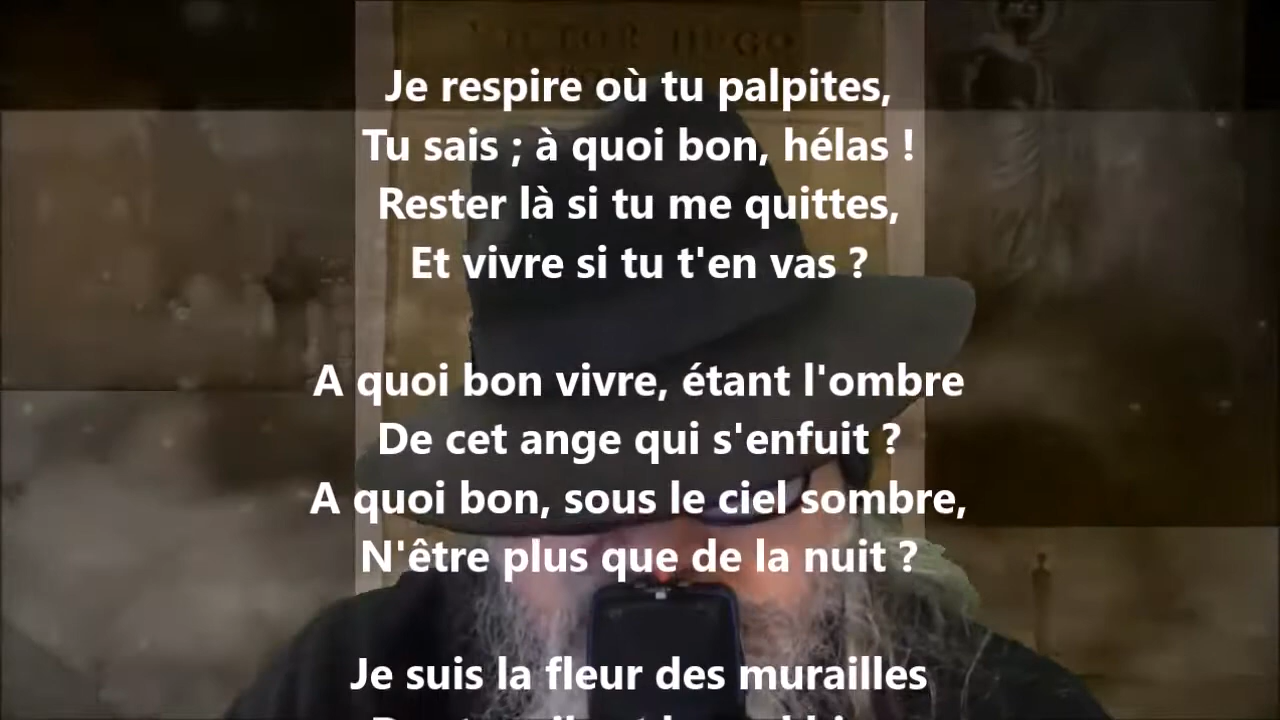 VICTOR HUGO
Je respire où tu palpites,
Tu sais ; à quoi bon, hélas !
Rester là si tu me quittes,
Et vivre si tu t'en vas ?
A quoi bon vivre, étant l'ombre
De cet ange qui s'enfuit ?
A quoi bon, sous le ciel sombre,
N'être plus que de la nuit ?
Je suis la fleur des murailles